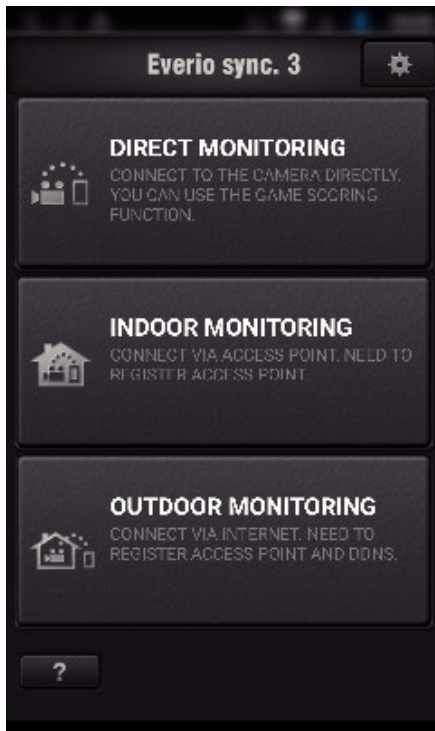 Everio sync. 3
DIRECT MONITORING
CONNECT TO THE CAMERA DIRECTLY.
YOU CAN USE THE GAME SCORING
FUNCTION.
INDOOR MONITORING
CONNECT VIA ACCESS POINT. NEED TO
REGISTER ACCESS POINT
OUTDOOR MONITORING
CONNECT VIA INTERNET. NEED TO
REGISTER ACCESS POINT AND DDNS.
?